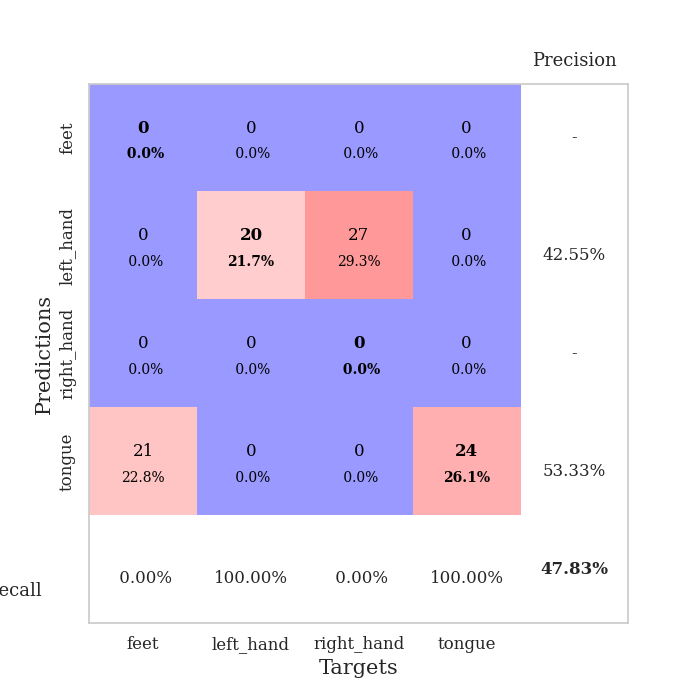 Precision
feet
0 0 0 0
0.0% 0.0% 0.0% 0.0%
-
left_hand
0 20 27 0
0.0% 21.7% 29.3% 0.0%
42.55%
right_hand
0 0 0 0
0.0% 0.0% 0.0% 0.0%
-
tongue
21 0 0 24
22.8% 0.0% 0.0% 26.1%
53.33%
Predictions
ecall
0.00% 100.00% 0.00% 100.00%
47.83%
feet left_hand right_hand tongue
Targets